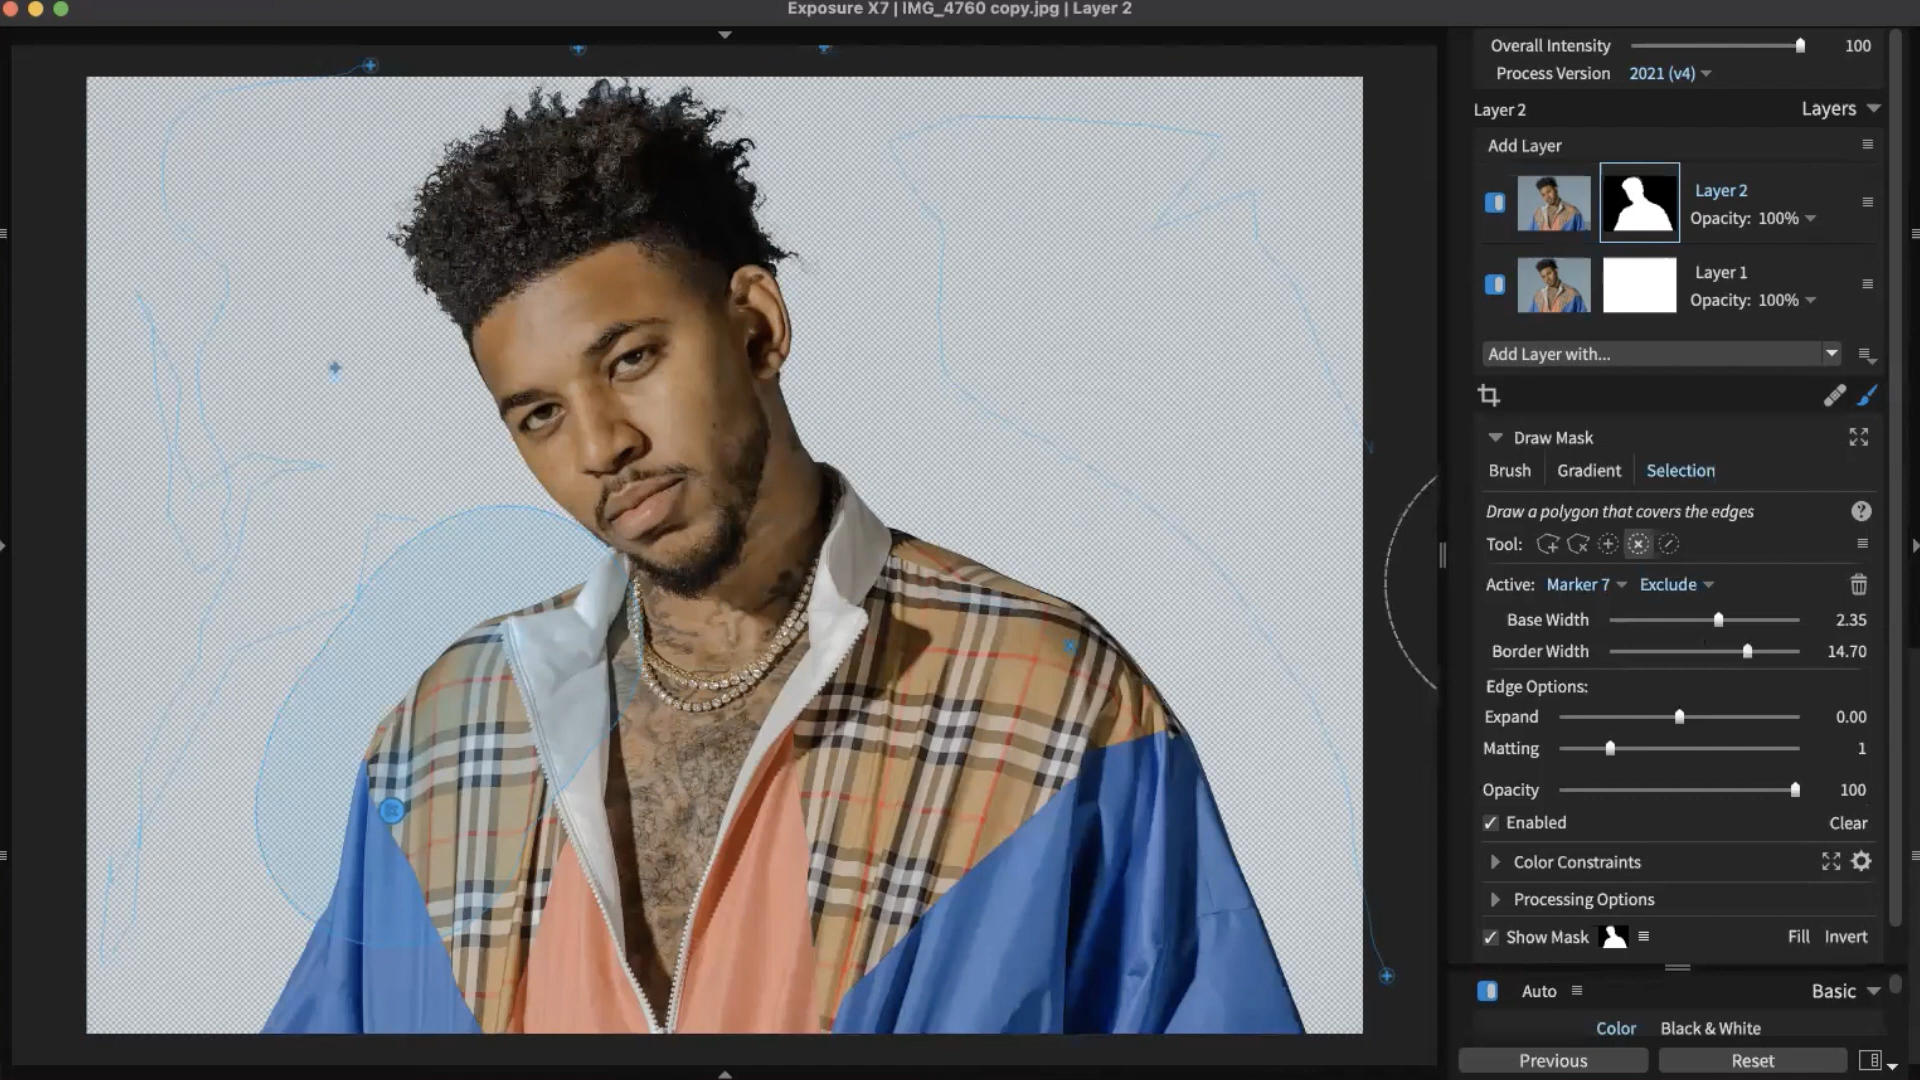 Exposure X7 | IMG_4760 copy.jpg | Layer 2
Overall Intensity 100
Process Version 2021 (v4)
Layer 2 Layers
Add Layer
Layer 2
Opacity: 100%
Layer 1
Opacity: 100%
Add Layer with...
Draw Mask
Brush Gradient Selection
Draw a polygon that covers the edges ?
Tool:
Active: Marker 7 Exclude
Base Width 2.35
Border Width 14.70
Edge Options:
Expand 0.00
Matting 1
Opacity 100
Enabled Clear
Color Constraints
Processing Options
Show Mask Fill Invert
Auto Basic
Color Black & White
Previous Reset